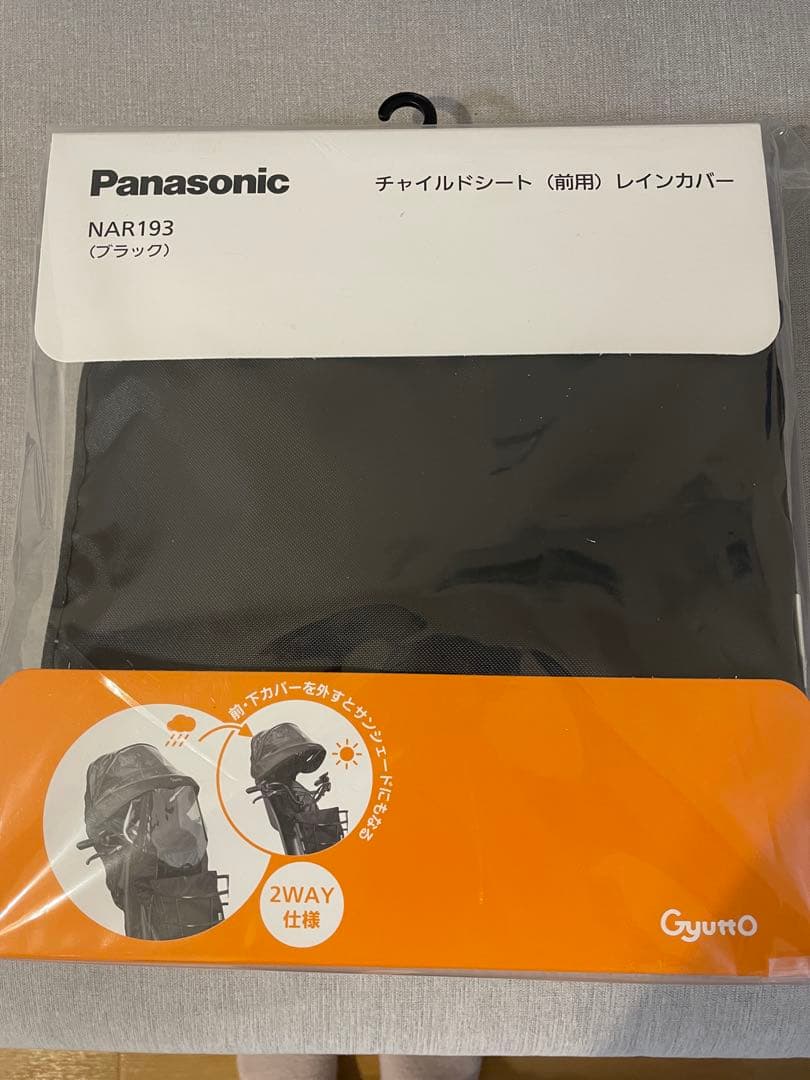 Panasonic
チャイルドシート（前用）レインカバー
NAR193
（ブラック）
前・下カバーを外すとサンシェードにもなる
2WAY
仕様
Gyutto